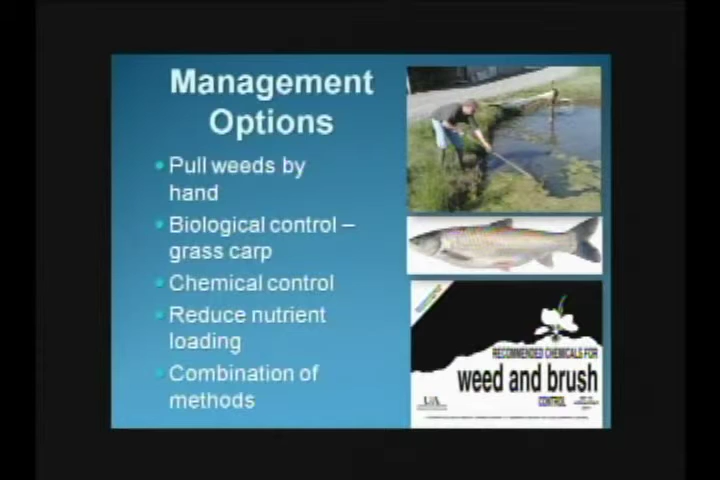 Management
Options
Pull weeds by
hand
Biological control –
grass carp
Chemical control
Reduce nutrient
loading
Combination of
methods
RECOMMENDED CHEMICALS FOR
weed and brush
CONTROL